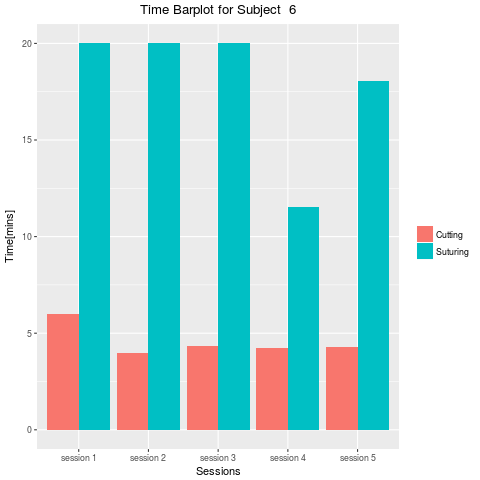 Time Barplot for Subject  6
Time[mins]
20
15
10
5
0
session 1
session 2
session 3
session 4
session 5
Sessions
Cutting
Suturing